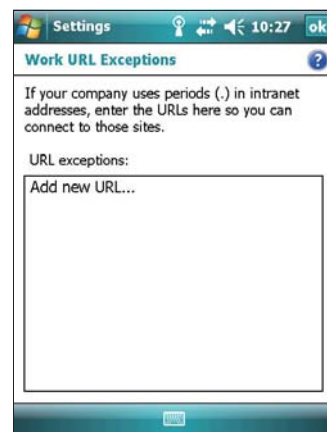 Settings 10:27 ok
Work URL Exceptions ?
If your company uses periods (.) in intranet
addresses, enter the URLs here so you can
connect to those sites.
URL exceptions:
Add new URL...